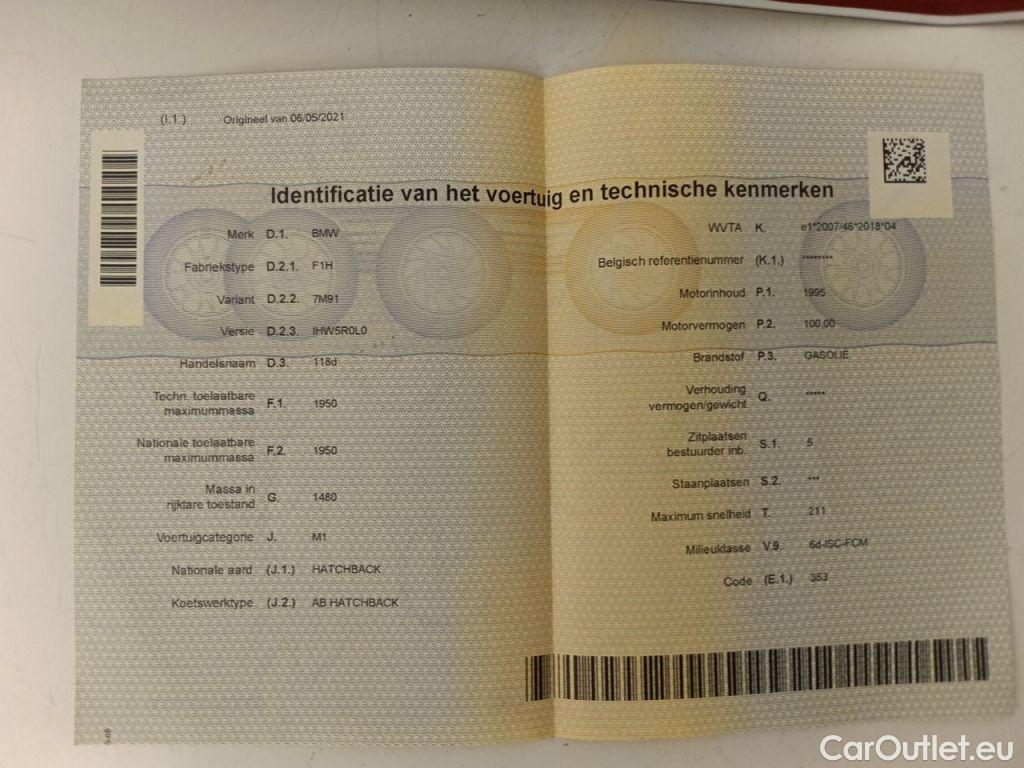 (I.1.) Origineel van 06/05/2021
Identificatie van het voertuig en technische kenmerken
Merk D.1. BMW
Fabriekstype D.2.1. F1H
Variant D.2.2. 7M91
Versie D.2.3. IHW5R0L0
Handelsnaam D.3. 118d
Techn. toelaatbare
maximummassa F.1. 1950
Nationale toelaatbare
maximummassa F.2. 1950
Massa in
rijklare toestand G. 1480
Voertuigcategorie J. M1
Nationale aard (J.1.) HATCHBACK
Koetswerktype (J.2.) AB HATCHBACK
WVTA K. e1*2007/46*2018*04
Belgisch referentienummer (K.1.) ********
Motorinhoud P.1. 1995
Motorvermogen P.2. 100,00
Brandstof P.3. GASOLIE
Verhouding
vermogen/gewicht Q. *****
Zitplaatsen
bestuurder inb. S.1. 5
Staanplaatsen S.2. ***
Maximum snelheid T. 211
Milieuklasse V.9. 6d-ISC-FCM
Code (E.1.) 353
CarOutlet.eu